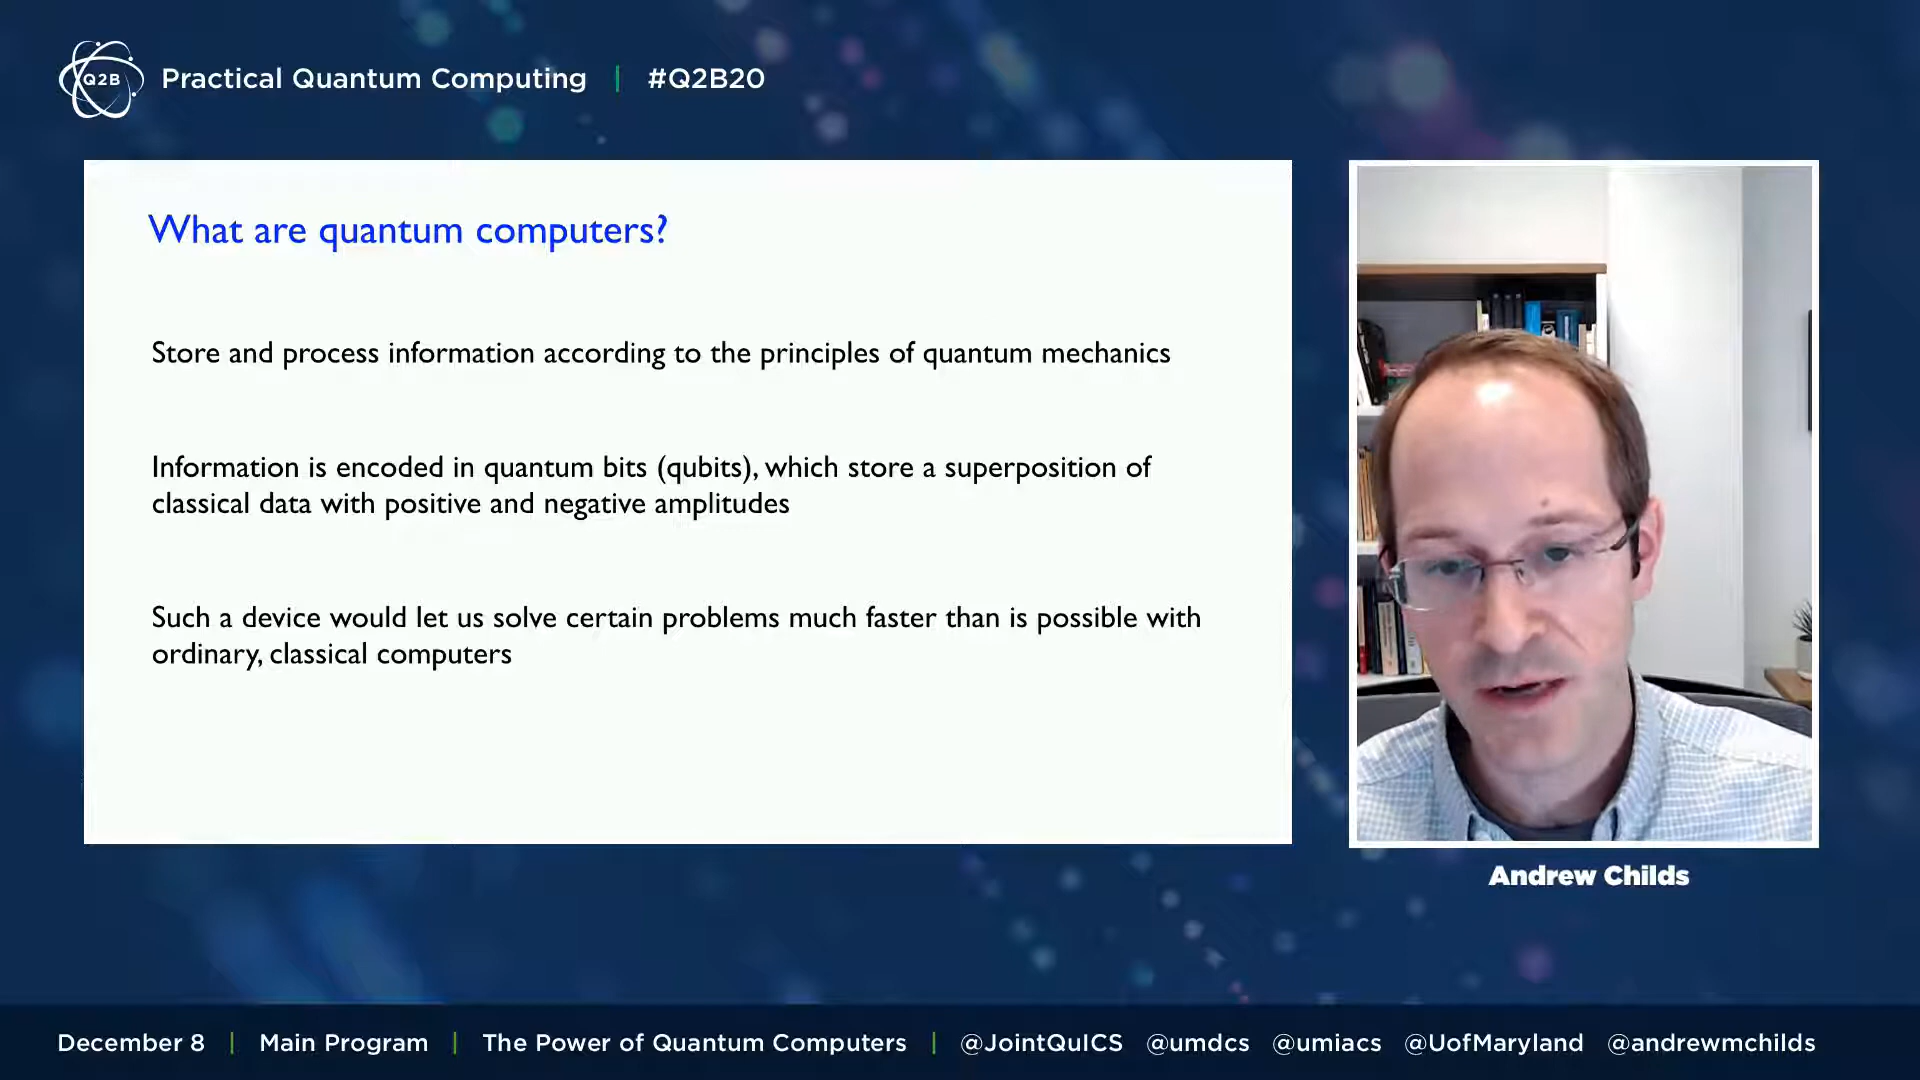 Q2B
Practical Quantum Computing | #Q2B20
What are quantum computers?
Store and process information according to the principles of quantum mechanics
Information is encoded in quantum bits (qubits), which store a superposition of
classical data with positive and negative amplitudes
Such a device would let us solve certain problems much faster than is possible with
ordinary, classical computers
Andrew Childs
December 8 | Main Program | The Power of Quantum Computers | @JointQuICS @umdcs @umiacs @UofMaryland @andrewmchilds